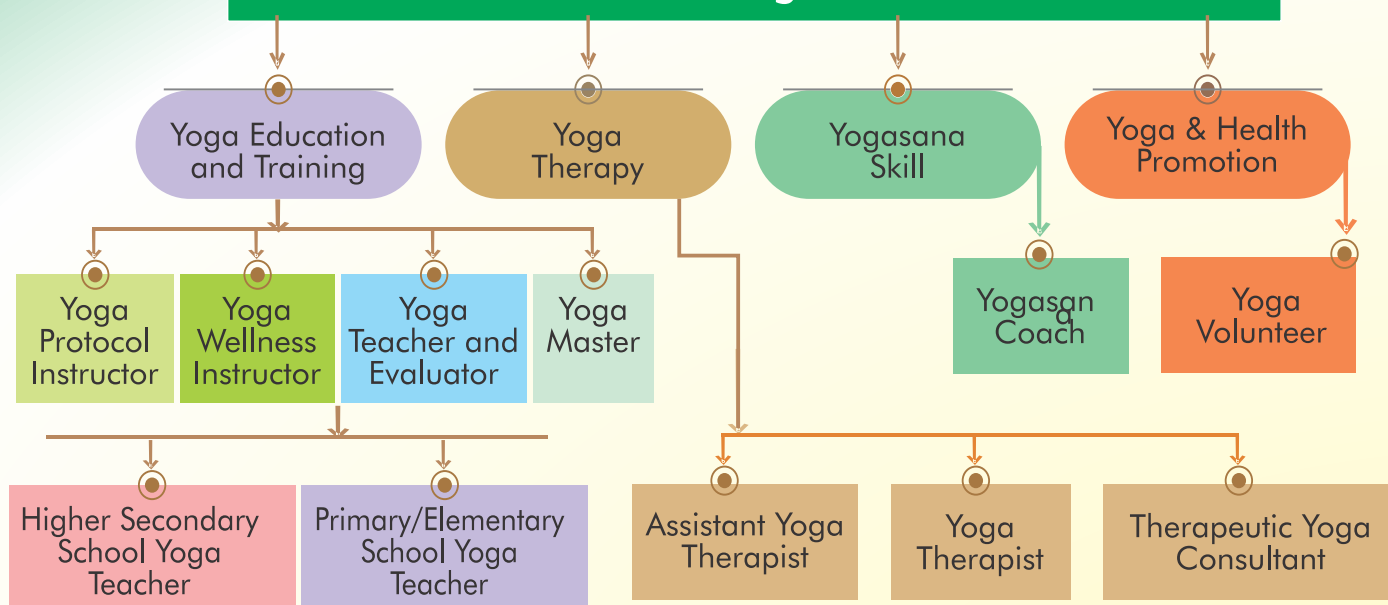 Yoga Education
and Training
Yoga
Therapy
Yogasana
Skill
Yoga & Health
Promotion
Yoga
Protocol
Instructor
Yoga
Wellness
Instructor
Yoga
Teacher and
Evaluator
Yoga
Master
Yogasan
a
Coach
Yoga
Volunteer
Higher Secondary
School Yoga
Teacher
Primary/Elementary
School Yoga
Teacher
Assistant Yoga
Therapist
Yoga
Therapist
Therapeutic Yoga
Consultant